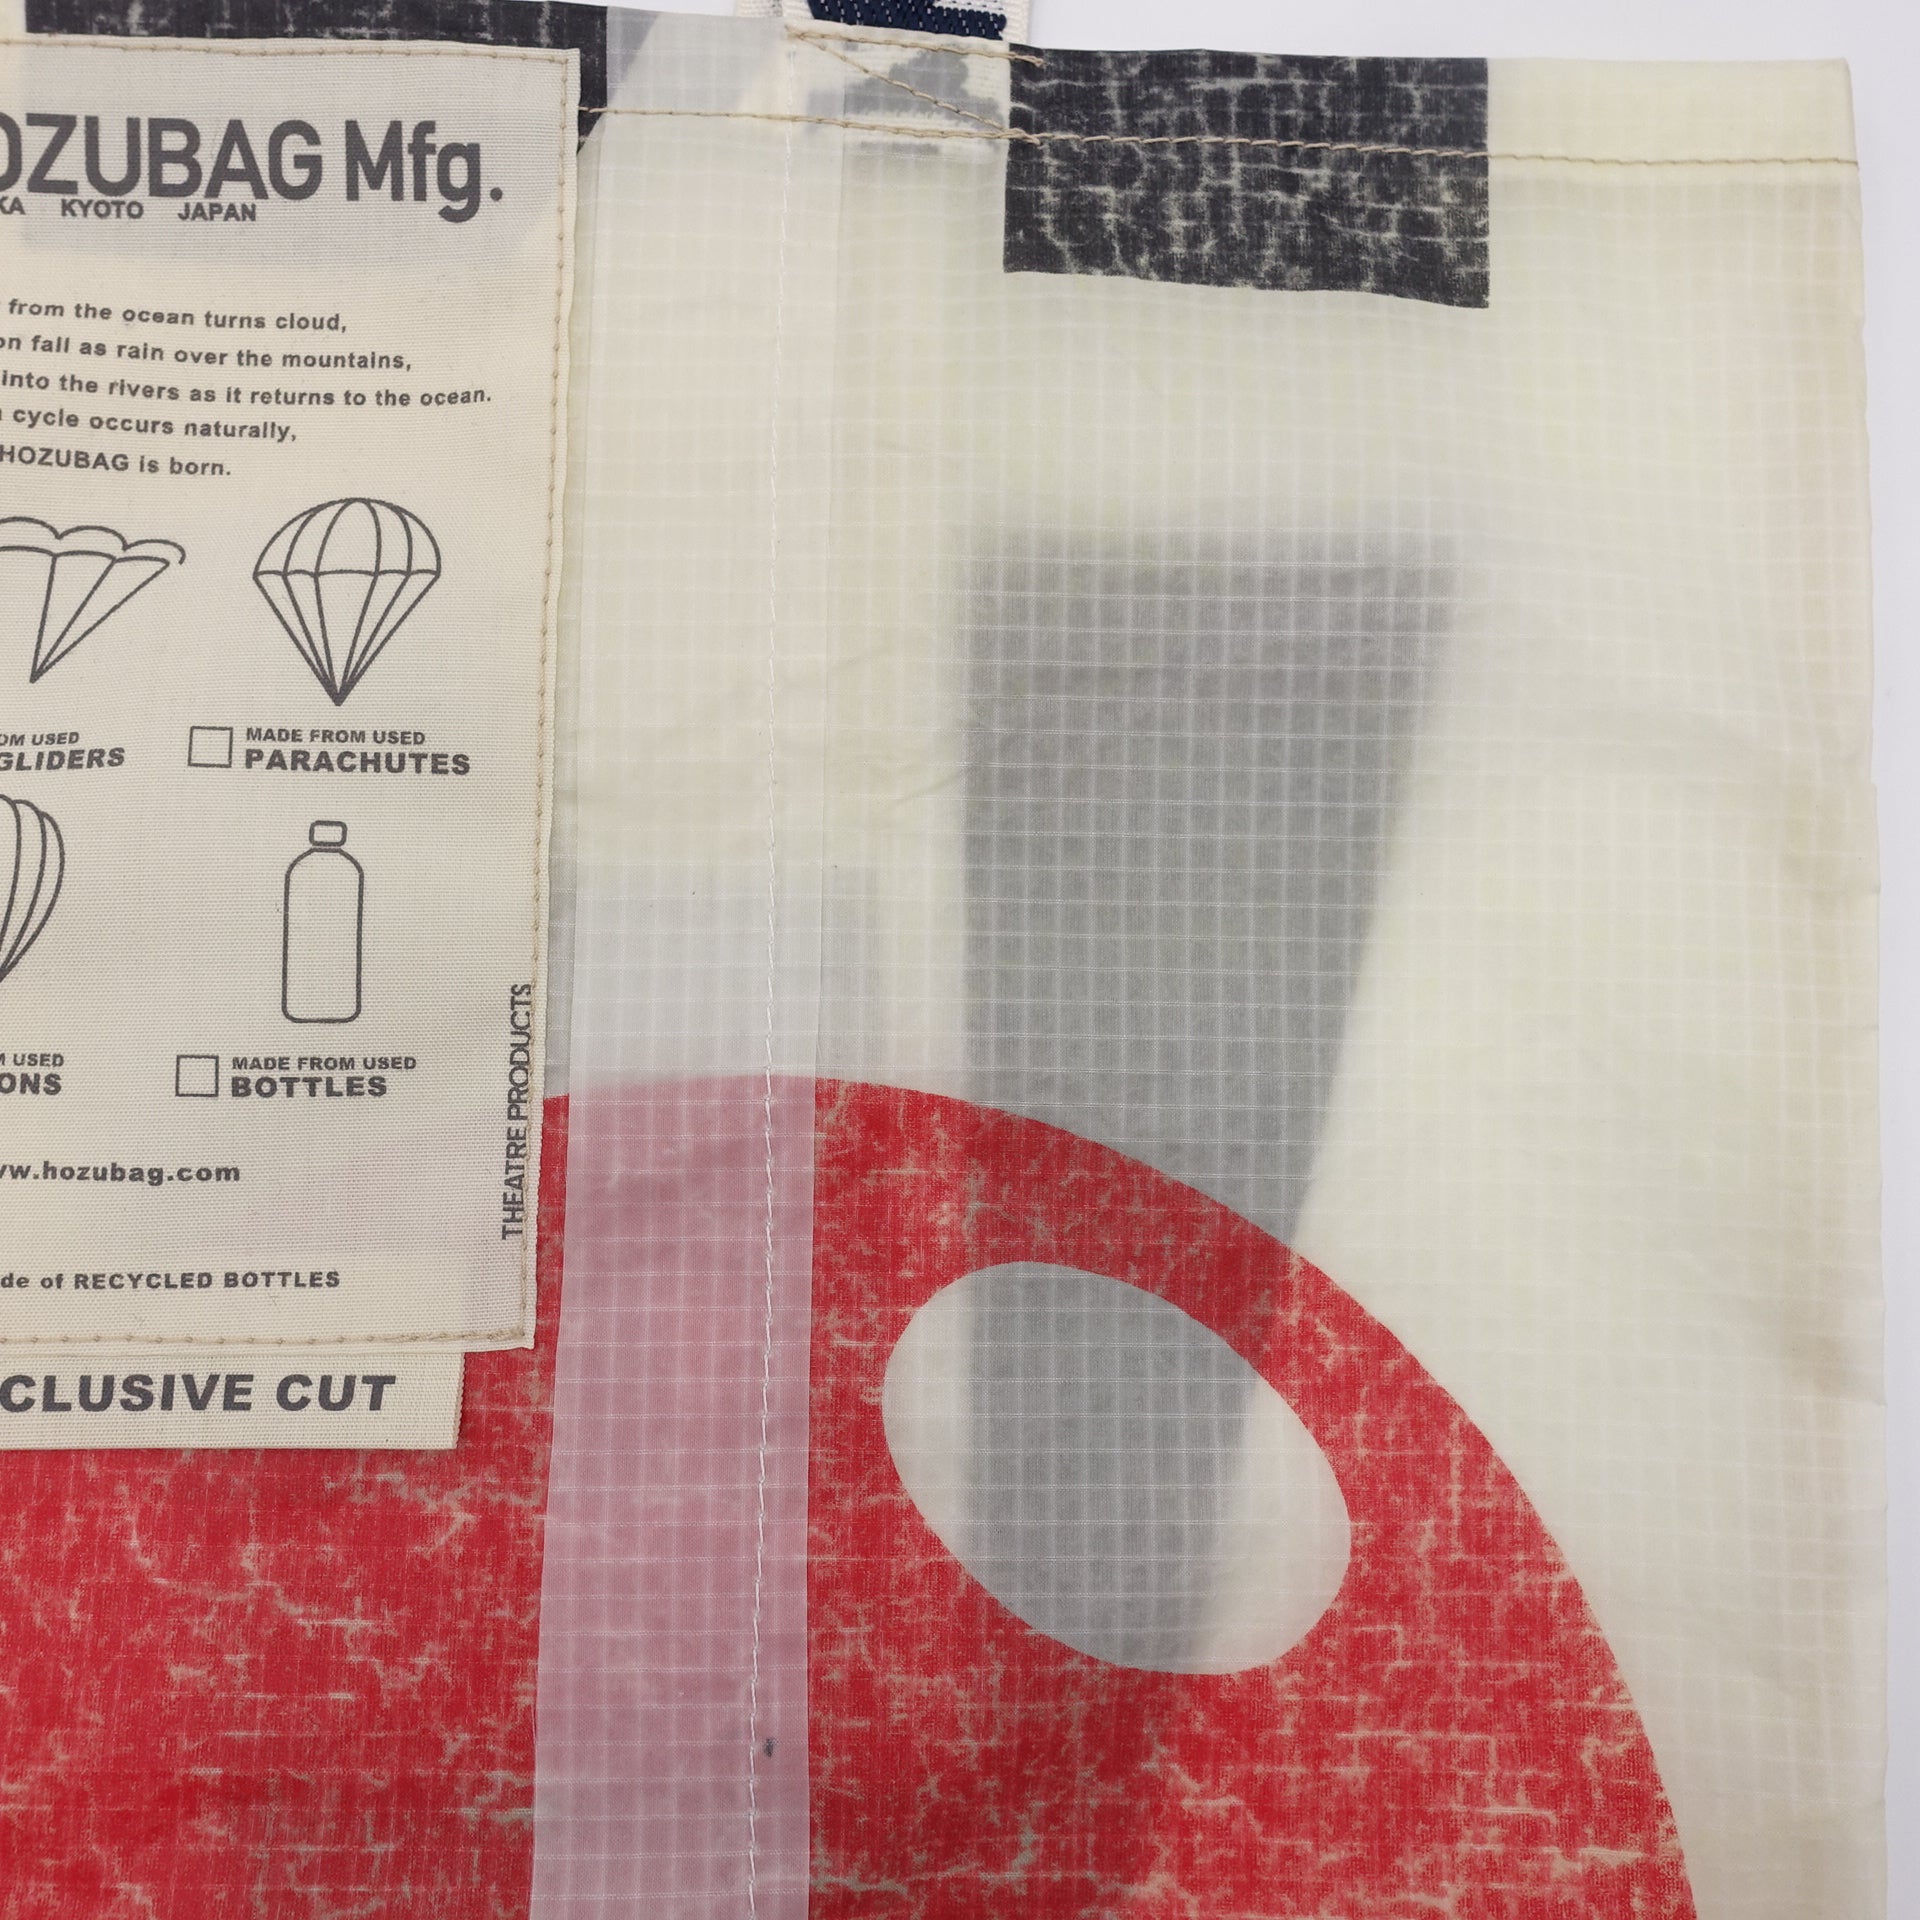 OZUBAG Mfg.
KA KYOTO JAPAN
from the ocean turns cloud,
on fall as rain over the mountains,
into the rivers as it returns to the ocean.
cycle occurs naturally,
HOZUBAG is born.
OM USED
GLIDERS
MADE FROM USED
PARACHUTES
USED
ONS
MADE FROM USED
BOTTLES
THEATRE PRODUCTS
w.hozubag.com
de of RECYCLED BOTTLES
CLUSIVE CUT